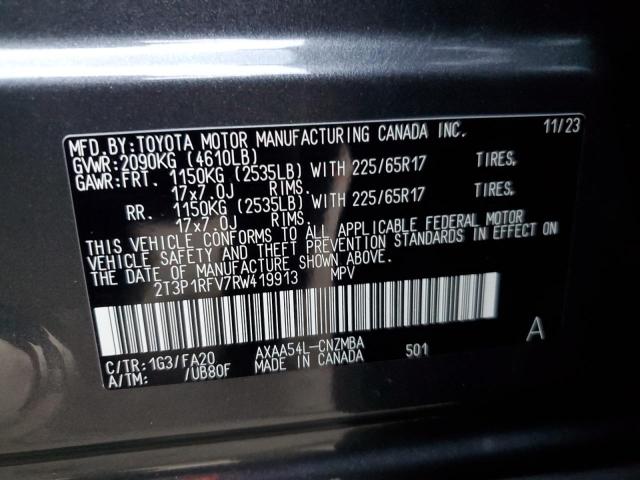 MFD.BY:TOYOTA MOTOR MANUFACTURING CANADA INC. 11/23
GVWR:2090KG (4610LB)
GAWR:FRT. 1150KG (2535LB) WITH 225/65R17 TIRES,
17x7.0J RIMS.
RR. 1150KG (2535LB) WITH 225/65R17 TIRES,
17x7.0J RIMS.
THIS VEHICLE CONFORMS TO ALL APPLICABLE FEDERAL MOTOR
VEHICLE SAFETY AND THEFT PREVENTION STANDARDS IN EFFECT ON
THE DATE OF MANUFACTURE SHOWN ABOVE.
2T3P1RFV7RW419913 MPV
A
C/TR:1G3/FA20 AXAA54L-CNZMBA 501
A/TM: /UB80F MADE IN CANADA